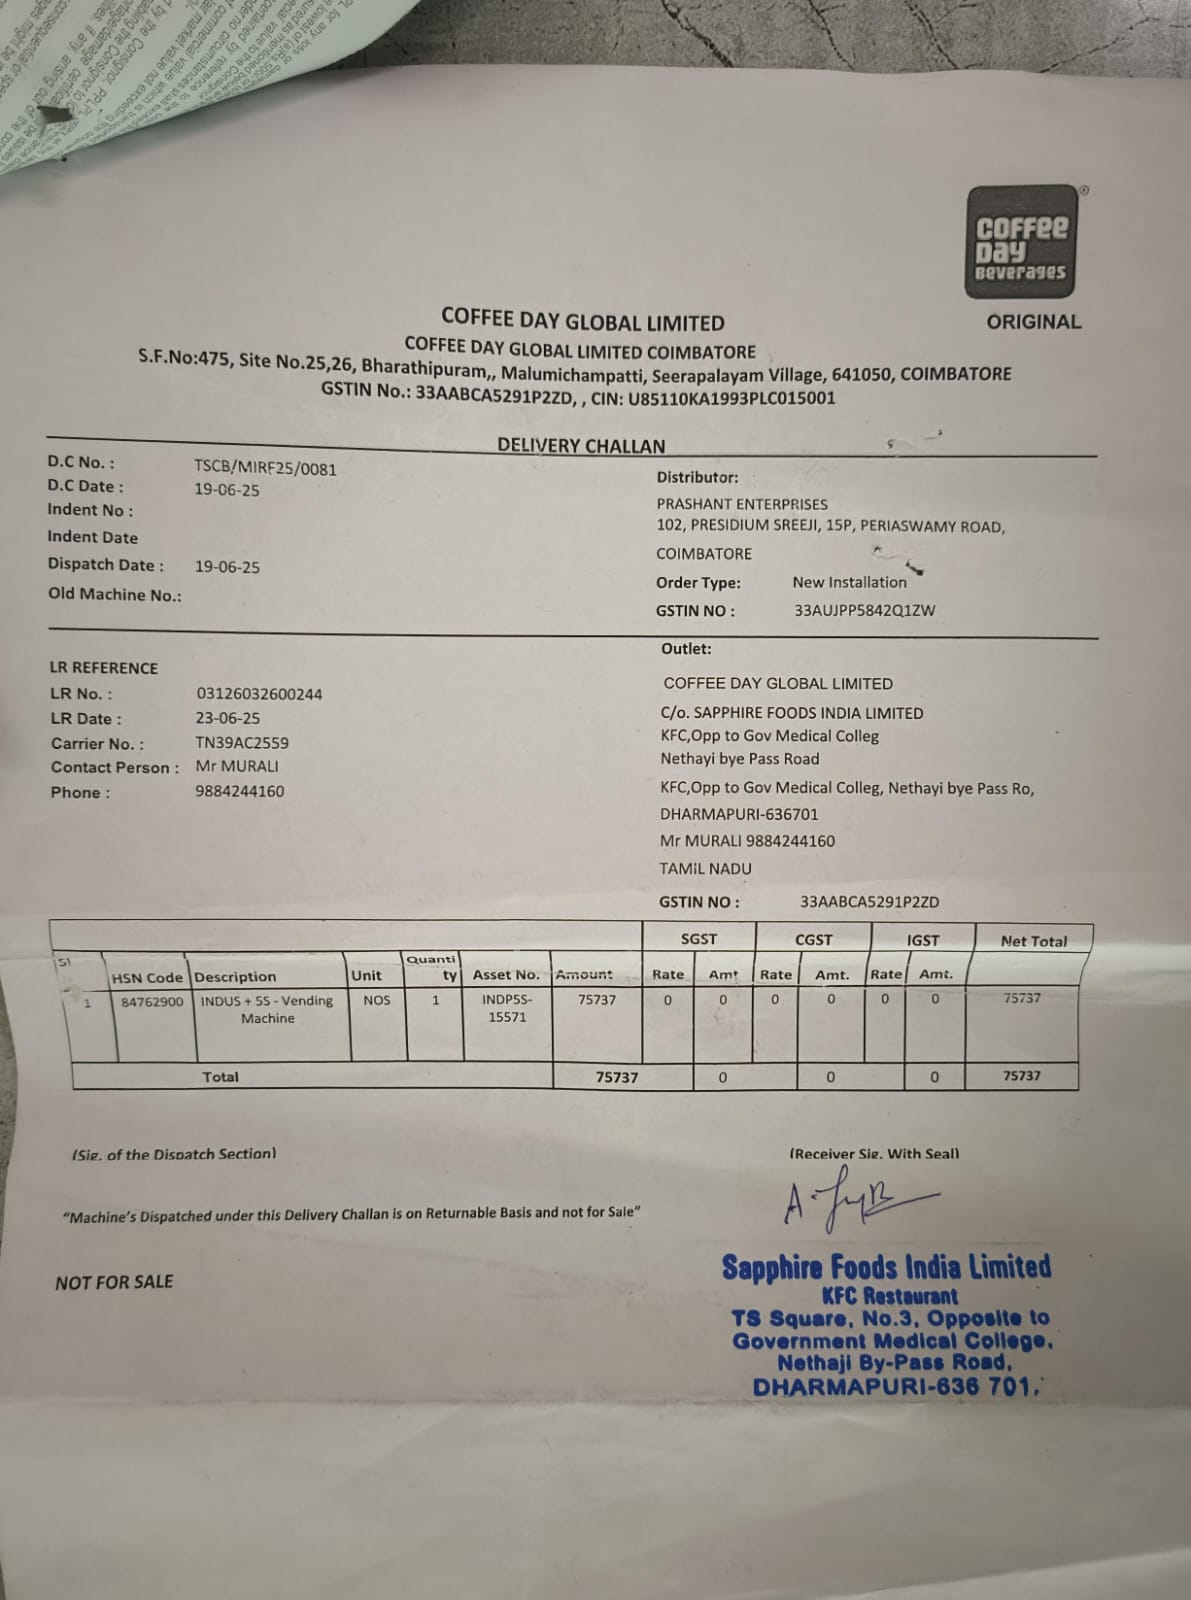 COFFEE
Day
Beverages
®
ORIGINAL
COFFEE DAY GLOBAL LIMITED
COFFEE DAY GLOBAL LIMITED COIMBATORE
S.F.No:475, Site No.25,26, Bharathipuram,, Malumichampatti, Seerapalayam Village, 641050, COIMBATORE
GSTIN No.: 33AABCA5291P2ZD, , CIN: U85110KA1993PLC015001
DELIVERY CHALLAN
D.C No. : TSCB/MIRF25/0081
D.C Date : 19-06-25
Indent No :
Indent Date
Dispatch Date : 19-06-25
Old Machine No.:
Distributor:
PRASHANT ENTERPRISES
102, PRESIDIUM SREEJI, 15P, PERIASWAMY ROAD,
COIMBATORE
Order Type: New Installation
GSTIN NO : 33AUJPP5842Q1ZW
LR REFERENCE
LR No. : 03126032600244
LR Date : 23-06-25
Carrier No. : TN39AC2559
Contact Person : Mr MURALI
Phone : 9884244160
Outlet:
COFFEE DAY GLOBAL LIMITED
C/o. SAPPHIRE FOODS INDIA LIMITED
KFC,Opp to Gov Medical Colleg
Nethayi bye Pass Road
KFC,Opp to Gov Medical Colleg, Nethayi bye Pass Ro,
DHARMAPURI-636701
Mr MURALI 9884244160
TAMIL NADU
GSTIN NO : 33AABCA5291P2ZD
SGST CGST IGST Net Total
Sl HSN Code Description Unit Quanti ty Asset No. Amount Rate Amt Rate Amt. Rate Amt.
1 84762900 INDUS + 5S - Vending NOS 1 INDP5S- 75737 0 0 0 0 0 0 75737
Machine 15571
Total 75737 0 0 0 75737
(Sig. of the Dispatch Section)
(Receiver Sig. With Seal)
"Machine's Dispatched under this Delivery Challan is on Returnable Basis and not for Sale"
NOT FOR SALE
Sapphire Foods India Limited
KFC Restaurant
TS Square, No.3, Opposite to
Government Medical College,
Nethaji By-Pass Road,
DHARMAPURI-636 701.